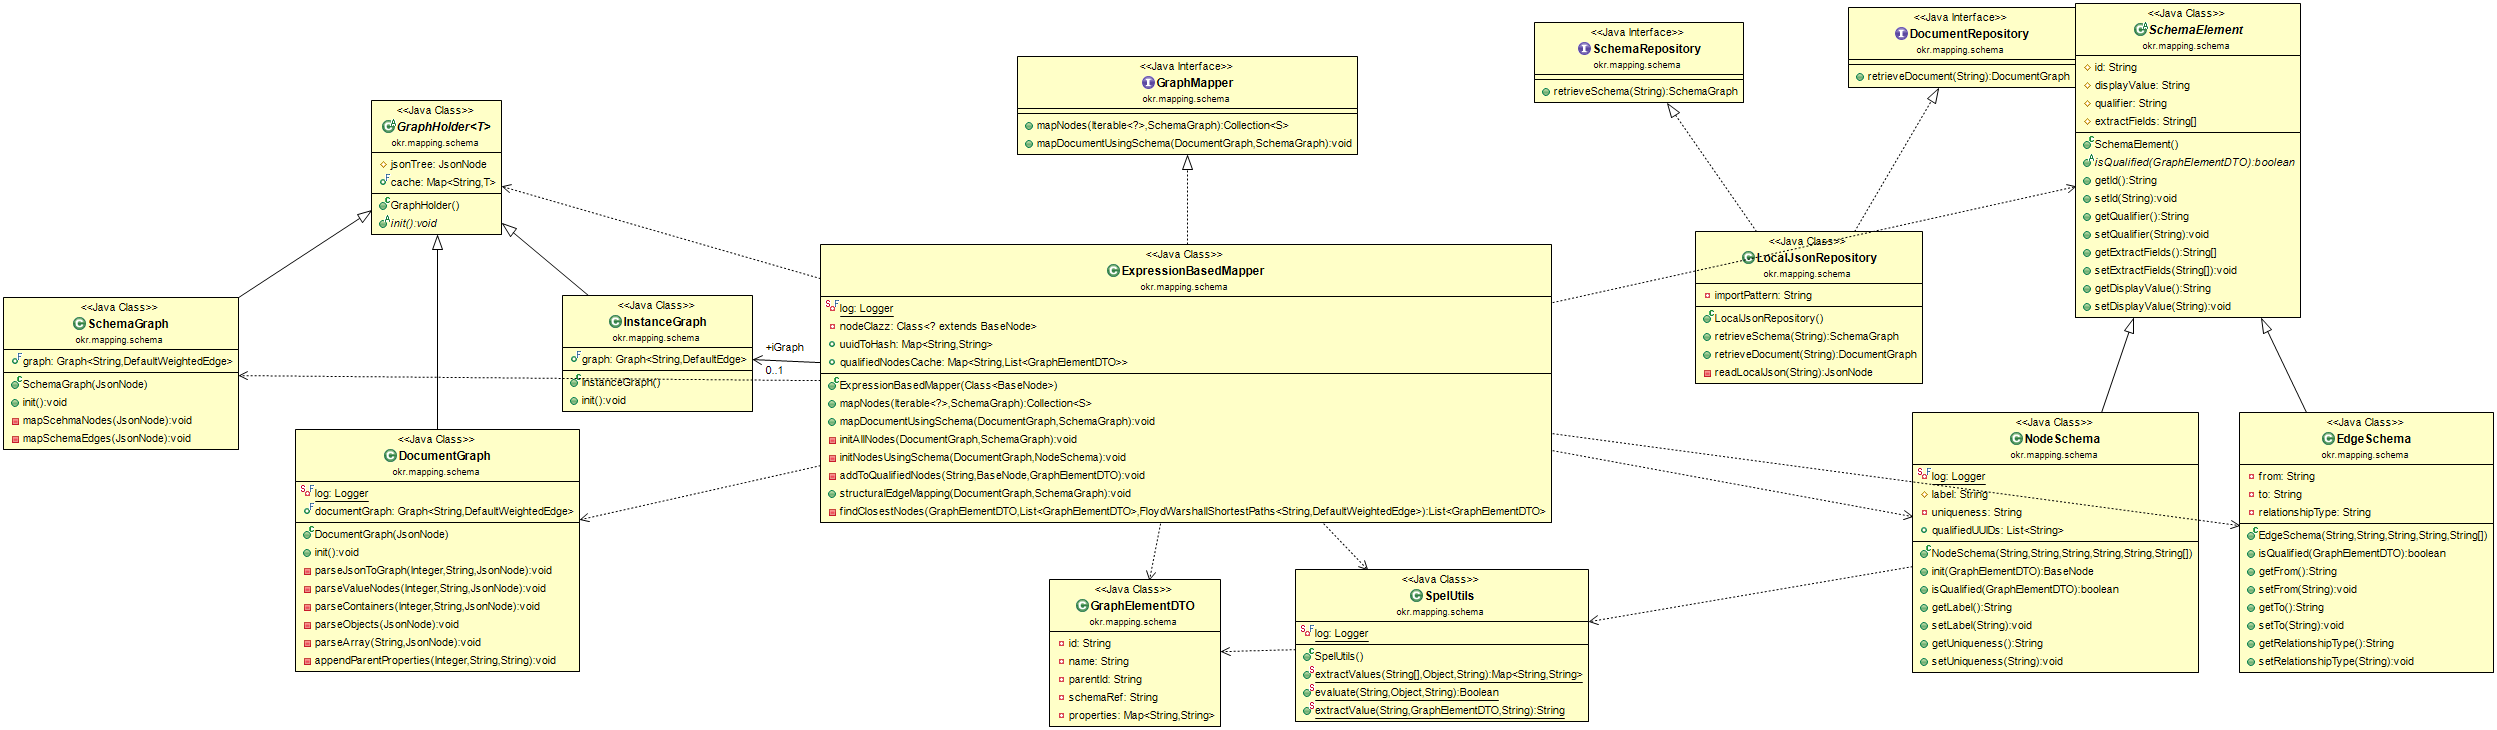 <<Java Class>>
GraphHolder<T>
okr.mapping.schema
jsonTree: JsonNode
cache: Map<String,T>
GraphHolder()
init():void
<<Java Class>>
SchemaGraph
okr.mapping.schema
graph: Graph<String,DefaultWeightedEdge>
SchemaGraph(JsonNode)
init():void
mapScehmaNodes(JsonNode):void
mapSchemaEdges(JsonNode):void
<<Java Class>>
DocumentGraph
okr.mapping.schema
log: Logger
documentGraph: Graph<String,DefaultWeightedEdge>
DocumentGraph(JsonNode)
init():void
parseJsonToGraph(Integer,String,JsonNode):void
parseValueNodes(Integer,String,JsonNode):void
parseContainers(Integer,String,JsonNode):void
parseObjects(JsonNode):void
parseArray(String,JsonNode):void
appendParentProperties(Integer,String,String):void
<<Java Class>>
InstanceGraph
okr.mapping.schema
graph: Graph<String,DefaultEdge>
InstanceGraph()
init():void
+iGraph
0..1
<<Java Interface>>
GraphMapper
okr.mapping.schema
mapNodes(Iterable<?>,SchemaGraph):Collection<S>
mapDocumentUsingSchema(DocumentGraph,SchemaGraph):void
<<Java Class>>
ExpressionBasedMapper
okr.mapping.schema
log: Logger
nodeClazz: Class<? extends BaseNode>
uuidToHash: Map<String,String>
qualifiedNodesCache: Map<String,List<GraphElementDTO>>
ExpressionBasedMapper(Class<BaseNode>)
mapNodes(Iterable<?>,SchemaGraph):Collection<S>
mapDocumentUsingSchema(DocumentGraph,SchemaGraph):void
initAllNodes(DocumentGraph,SchemaGraph):void
initNodesUsingSchema(DocumentGraph,NodeSchema):void
addToQualifiedNodes(String,BaseNode,GraphElementDTO):void
structuralEdgeMapping(DocumentGraph,SchemaGraph):void
findClosestNodes(GraphElementDTO,List<GraphElementDTO>,FloydWarshallShortestPaths<String,DefaultWeightedEdge>):List<GraphElementDTO>
<<Java Class>>
GraphElementDTO
okr.mapping.schema
id: String
name: String
parentId: String
schemaRef: String
properties: Map<String,String>
<<Java Class>>
SpelUtils
okr.mapping.schema
log: Logger
SpelUtils()
extractValues(String[],Object,String):Map<String,String>
evaluate(String,Object,String):Boolean
extractValue(String,GraphElementDTO,String):String
<<Java Interface>>
SchemaRepository
okr.mapping.schema
retrieveSchema(String):SchemaGraph
<<Java Interface>>
DocumentRepository
okr.mapping.schema
retrieveDocument(String):DocumentGraph
<<Java Class>>
LocalJsonRepository
okr.mapping.schema
importPattern: String
LocalJsonRepository()
retrieveSchema(String):SchemaGraph
retrieveDocument(String):DocumentGraph
readLocalJson(String):JsonNode
<<Java Class>>
SchemaElement
okr.mapping.schema
id: String
displayValue: String
qualifier: String
extractFields: String[]
SchemaElement()
isQualified(GraphElementDTO):boolean
getId():String
setId(String):void
getQualifier():String
setQualifier(String):void
getExtractFields():String[]
setExtractFields(String[]):void
getDisplayValue():String
setDisplayValue(String):void
<<Java Class>>
NodeSchema
okr.mapping.schema
log: Logger
label: String
uniqueness: String
qualifiedUUIDs: List<String>
NodeSchema(String,String,String,String,String,String[])
init(GraphElementDTO):BaseNode
isQualified(GraphElementDTO):boolean
getLabel():String
setLabel(String):void
getUniqueness():String
setUniqueness(String):void
<<Java Class>>
EdgeSchema
okr.mapping.schema
from: String
to: String
relationshipType: String
EdgeSchema(String,String,String,String,String[])
isQualified(GraphElementDTO):boolean
getFrom():String
setFrom(String):void
getTo():String
setTo(String):void
getRelationshipType():String
setRelationshipType(String):void